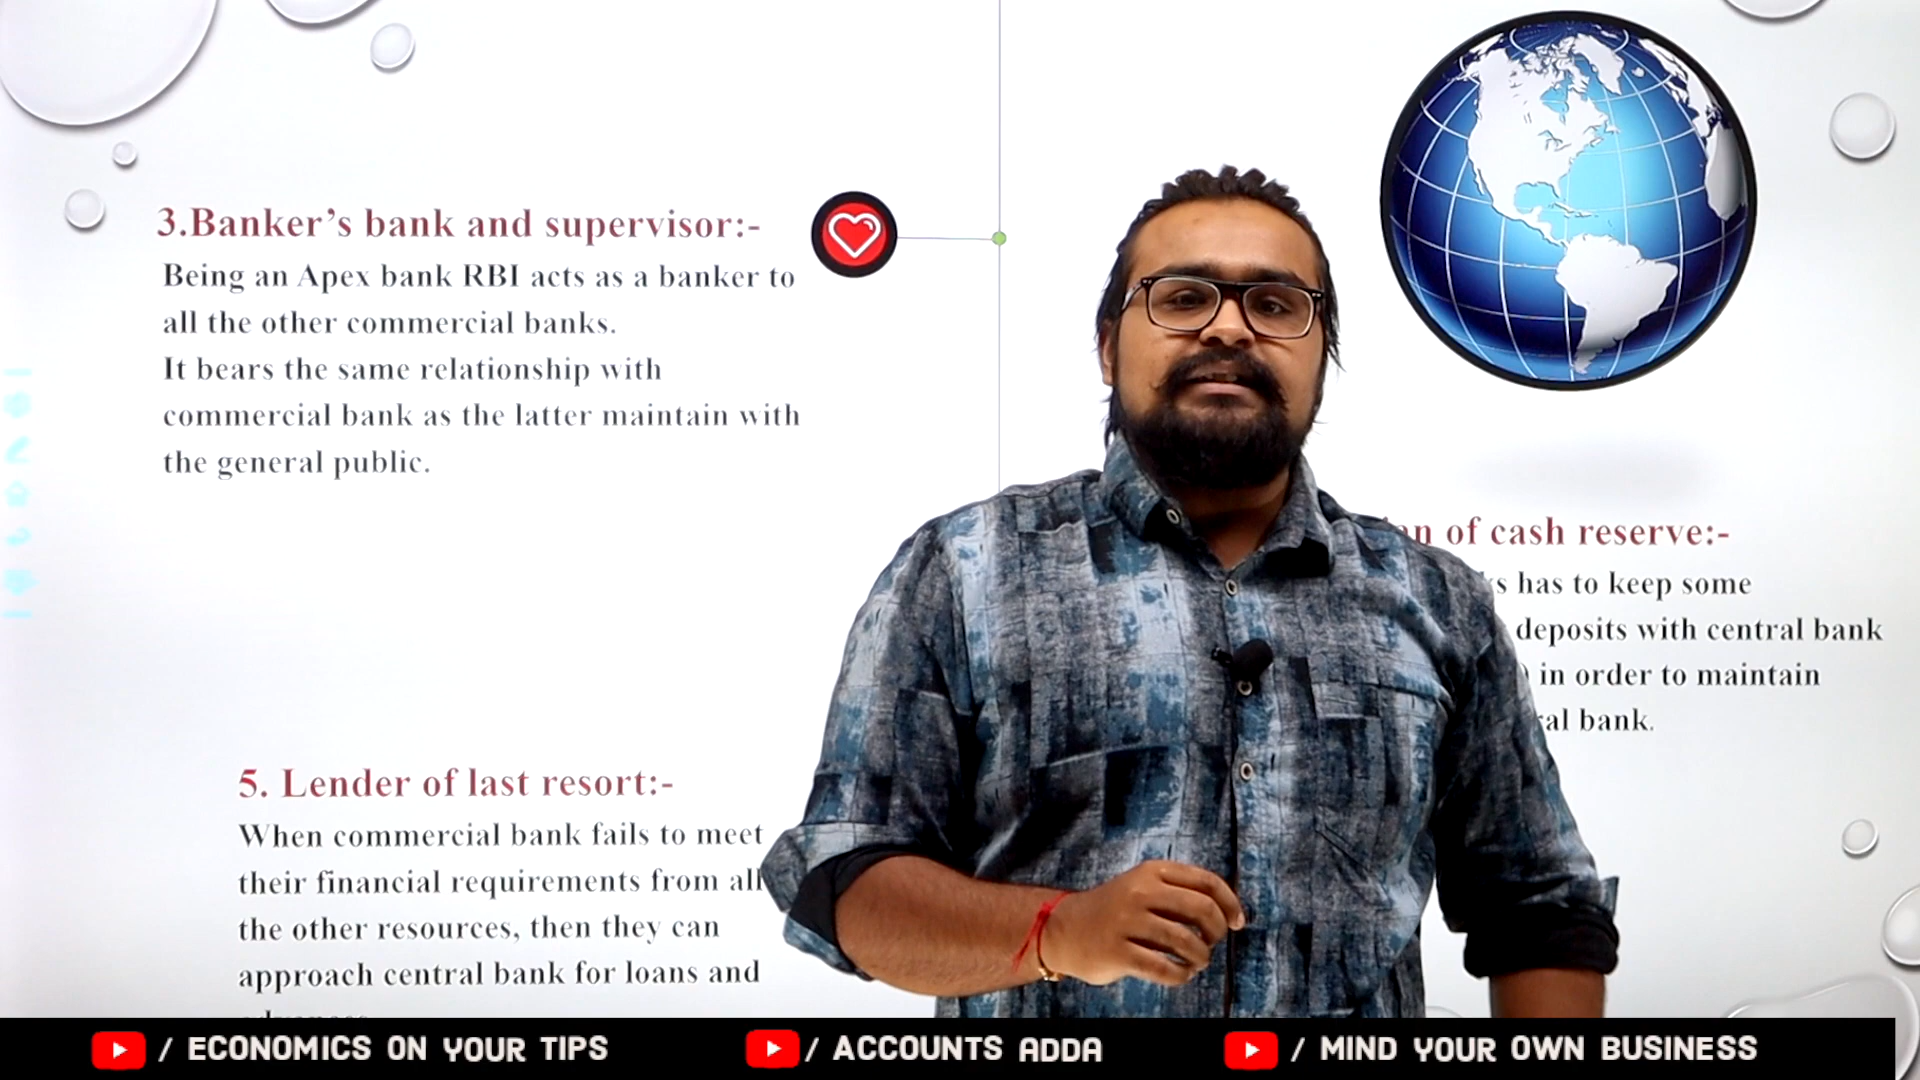 3.Banker’s bank and supervisor:-
Being an Apex bank RBI acts as a banker to
all the other commercial banks.
It bears the same relationship with
commercial bank as the latter maintain with
the general public.
of cash reserve:-
has to keep some
deposits with central bank
in order to maintain
bank.
5. Lender of last resort:-
When commercial bank fails to meet
their financial requirements from all
the other resources, then they can
approach central bank for loans and
/ ECONOMICS ON YOUR TIPS
/ ACCOUNTS ADDA
/ MIND YOUR OWN BUSINESS